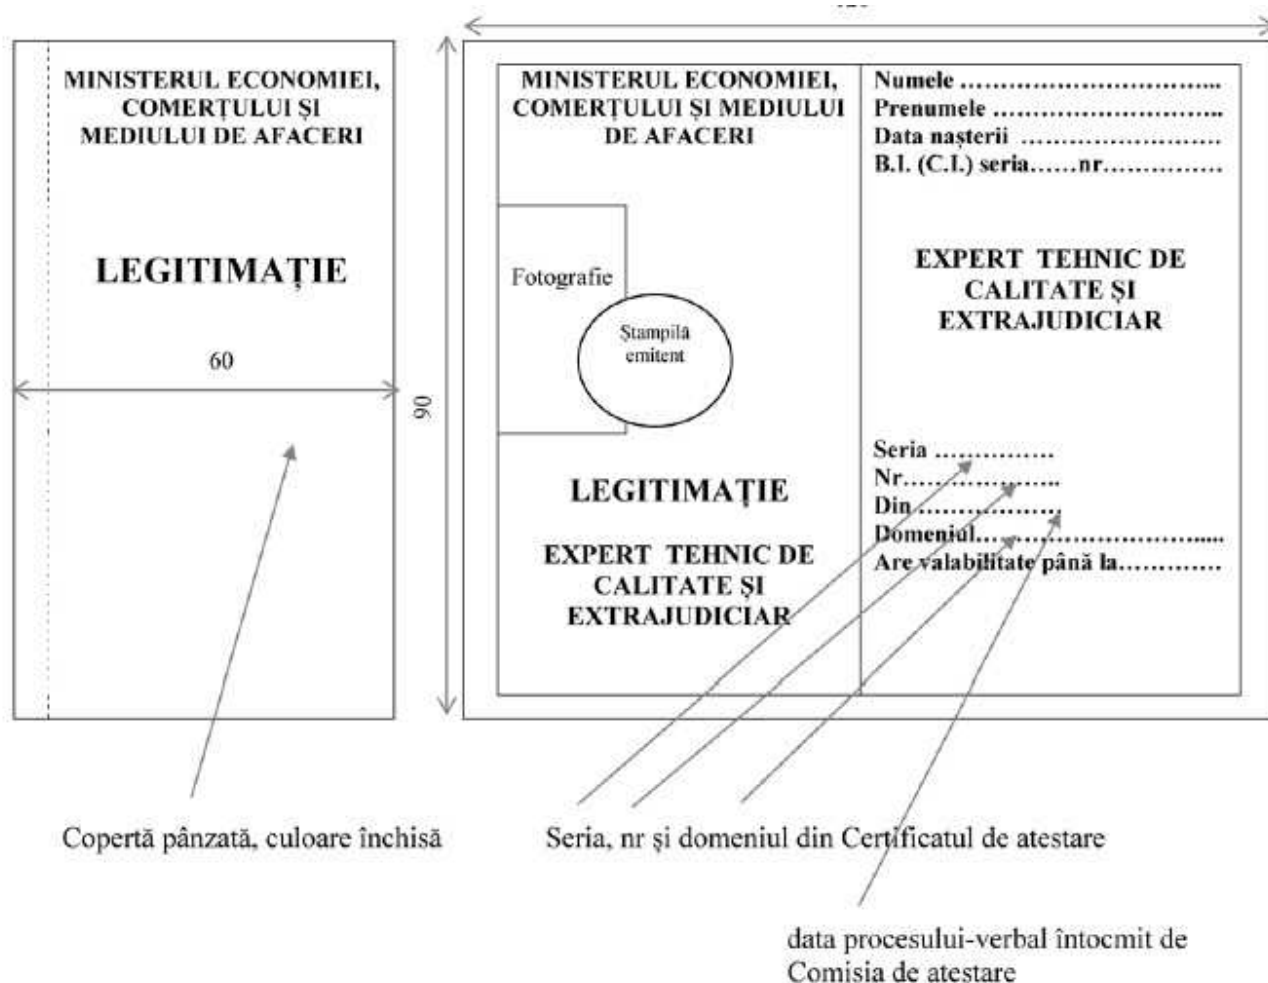 MINISTERUL ECONOMIEI,
COMERȚULUI ȘI
MEDIULUI DE AFACERI
LEGITIMAȚIE
60
90
MINISTERUL ECONOMIEI,
COMERȚULUI ȘI MEDIULUI
DE AFACERI
Fotografie
Ștampilă
emitent
LEGITIMAȚIE
EXPERT TEHNIC DE
CALITATE ȘI
EXTRAJUDICIAR
Numele ................................
Prenumele ............................
Data nașterii .........................
B.I. (C.I.) seria......nr...............
EXPERT TEHNIC DE
CALITATE ȘI
EXTRAJUDICIAR
Seria ...............
Nr....................
Din ..................
Domeniul................................
Are valabilitate până la.............
Copertă pânzată, culoare închisă
Seria, nr și domeniul din Certificatul de atestare
data procesului-verbal întocmit de
Comisia de atestare